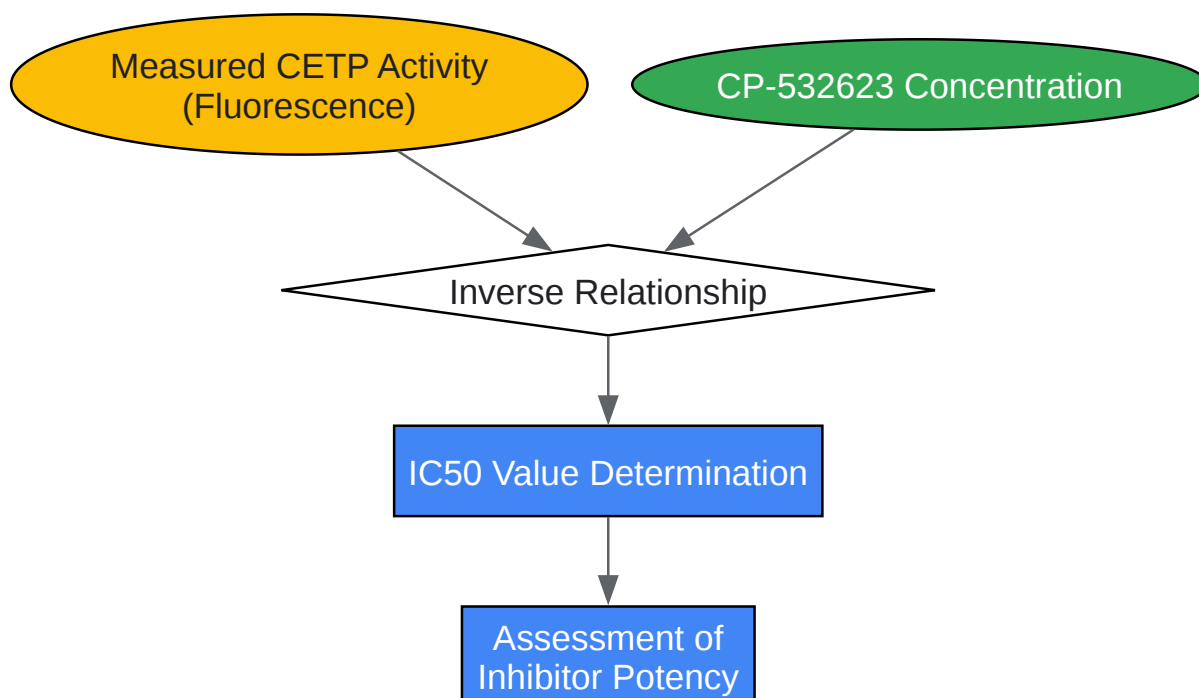 Measured CETP Activity
(Fluorescence)
CP-532623 Concentration
Inverse Relationship
IC50 Value Determination
Assessment of
Inhibitor Potency